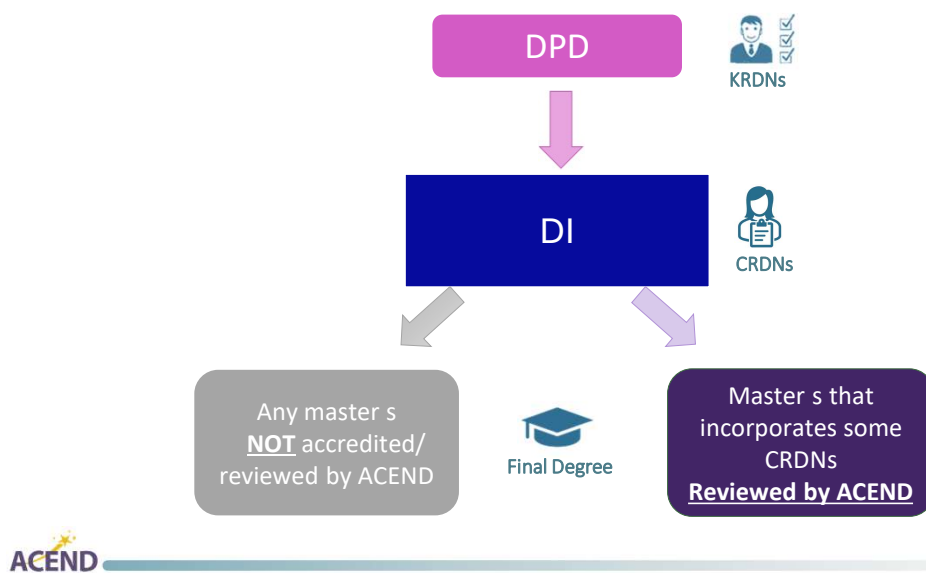 DPD
KRDNs
DI
CRDNs
Any master s
NOT accredited/
reviewed by ACEND
Final Degree
Master s that
incorporates some
CRDNs
Reviewed by ACEND
ACEND